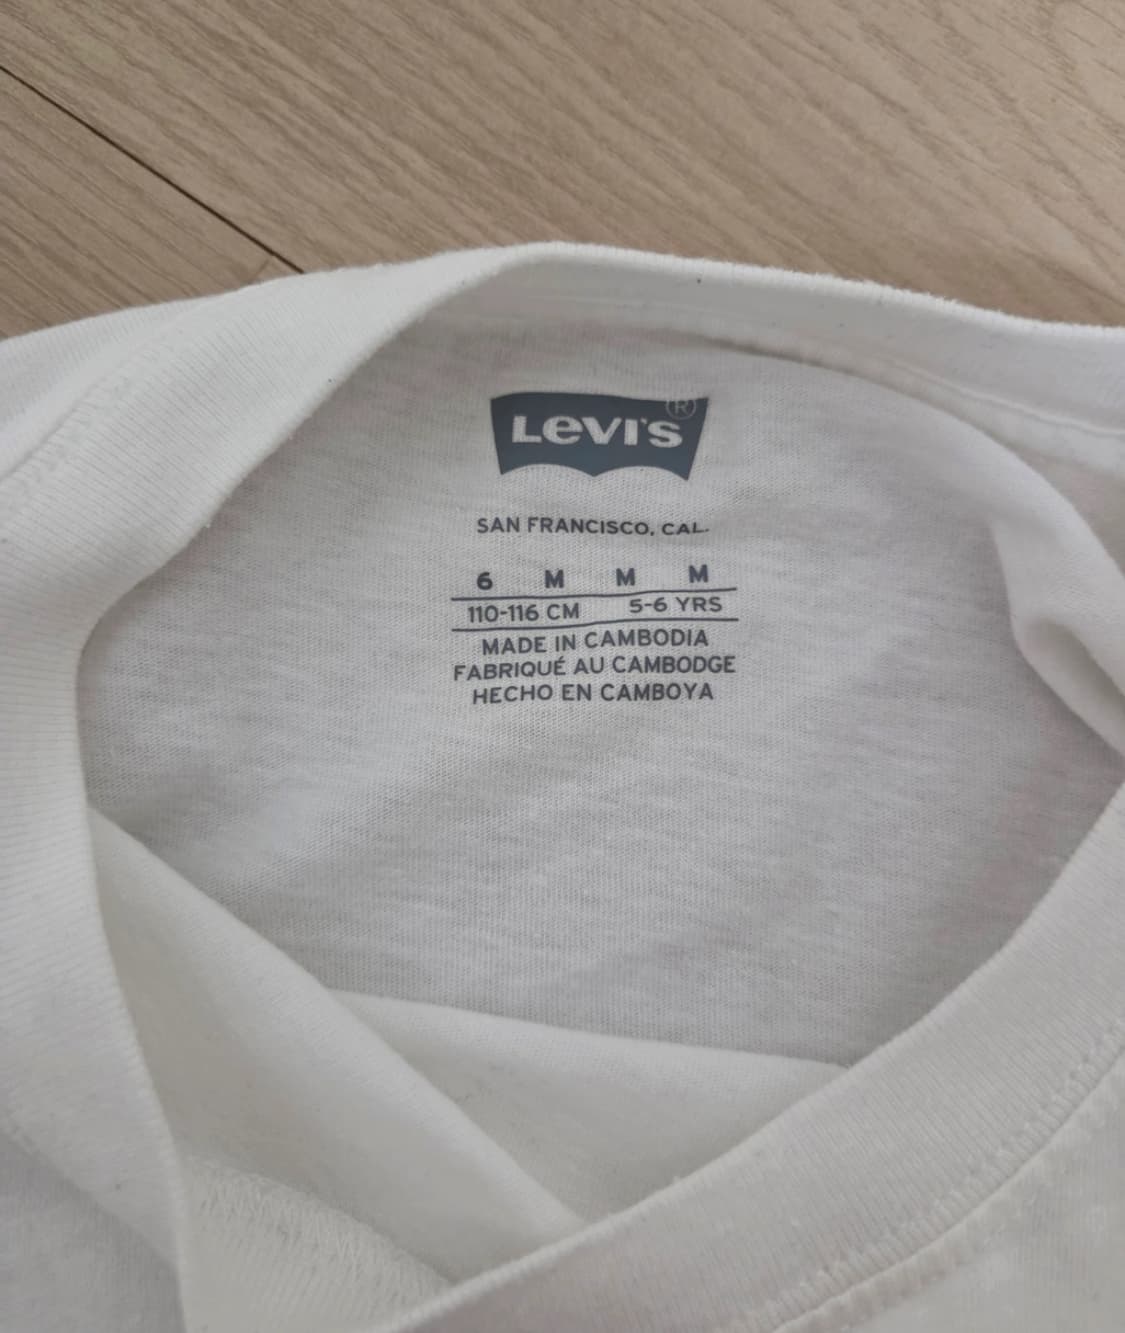 Levi's®
SAN FRANCISCO, CAL.
6 M M M
110-116 CM 5-6 YRS
MADE IN CAMBODIA
FABRIQUÉ AU CAMBODGE
HECHO EN CAMBOYA